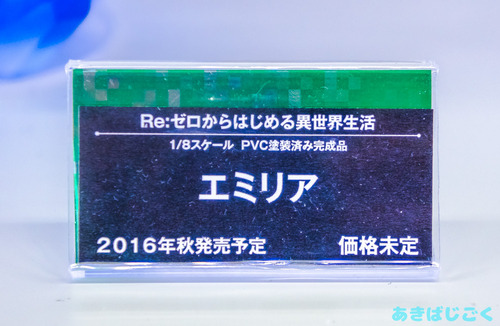 Re:ゼロからはじめる異世界生活
1/8スケール PVC塗装済み完成品
エミリア
2016年秋発売予定 価格未定
あきばじごく